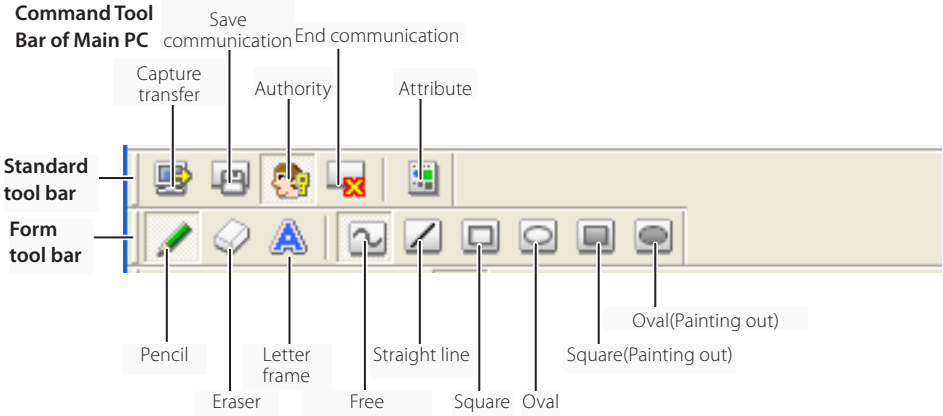 Command Tool
Bar of Main PC
Save
communication
End communication
Capture
transfer
Authority
Attribute
Standard
tool bar
Form
tool bar
Oval(Painting out)
Pencil
Letter
frame
Straight line
Square(Painting out)
Eraser
Free
Square
Oval